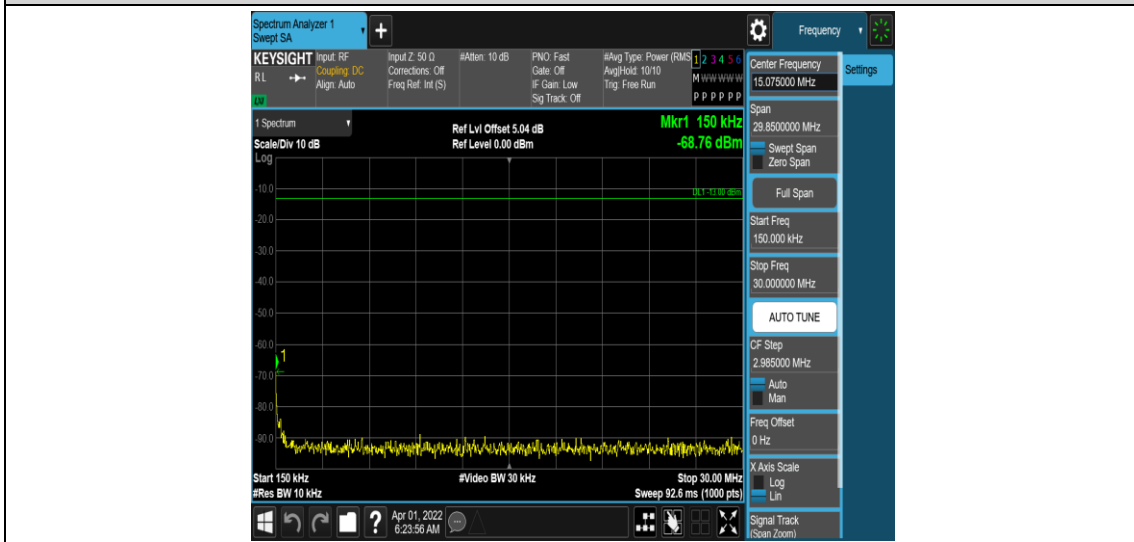 Spectrum Analyzer 1
Swept SA
+
Frequency
KEYSIGHT
RL
LXI
Input: RF
Coupling: DC
Align: Auto
Input Z: 50 Ω
Corrections: Off
Freq Ref: Int (S)
#Atten: 10 dB
PNO: Fast
Gate: Off
IF Gain: Low
Sig Track: Off
#Avg Type: Power (RMS
Avg|Hold: 10/10
Trig: Free Run
1 2 3 4 5 6
M W W W W W
P P P P P P
1 Spectrum
Scale/Div 10 dB
Log
Ref Lvl Offset 5.04 dB
Ref Level 0.00 dBm
Mkr1 150 kHz
-68.76 dBm
DL1 -13.00 dBm
-10.0
-20.0
-30.0
-40.0
-50.0
-60.0
1
-70.0
-80.0
-90.0
Start 150 kHz
#Res BW 10 kHz
#Video BW 30 kHz
Stop 30.00 MHz
Sweep 92.6 ms (1000 pts)
?
Apr 01, 2022
6:23:56 AM
Center Frequency
15.075000 MHz
Settings
Span
29.8500000 MHz
Swept Span
Zero Span
Full Span
Start Freq
150.000 kHz
Stop Freq
30.000000 MHz
AUTO TUNE
CF Step
2.985000 MHz
Auto
Man
Freq Offset
0 Hz
X Axis Scale
Log
Lin
Signal Track
(Span Zoom)